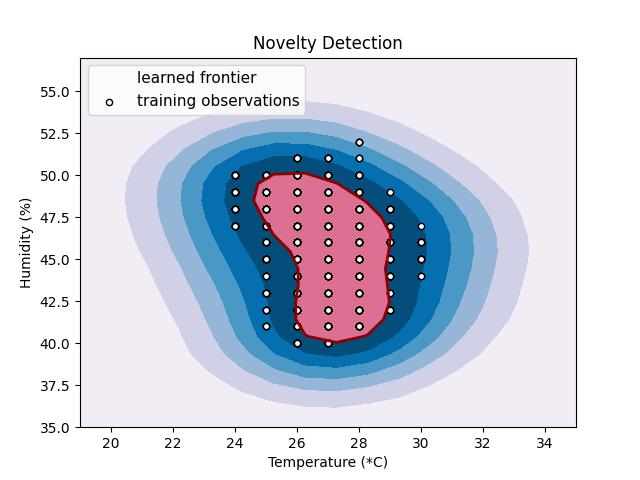 Novelty Detection
learned frontier
training observations
55.0
52.5
50.0
47.5
45.0
42.5
40.0
37.5
35.0
Humidity (%)
20 22 24 26 28 30 32 34
Temperature (*C)